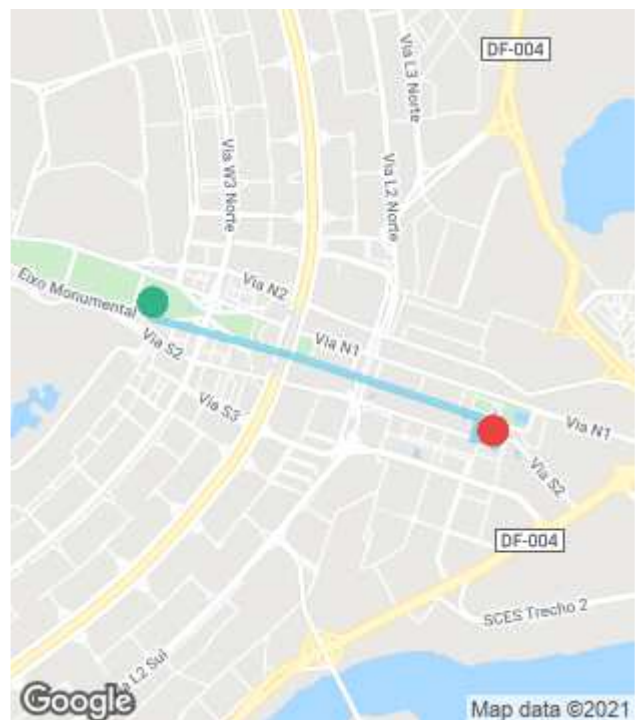 DF-004
Via L3 Norte
Via W3 Norte
Via L2 Norte
Eixo Monumental
Via N2
Via S2
Via N1
Via S3
Via N1
Via S2
DF-004
SCES Trecho 2
Via L2 Sul
Google
Map data ©2021